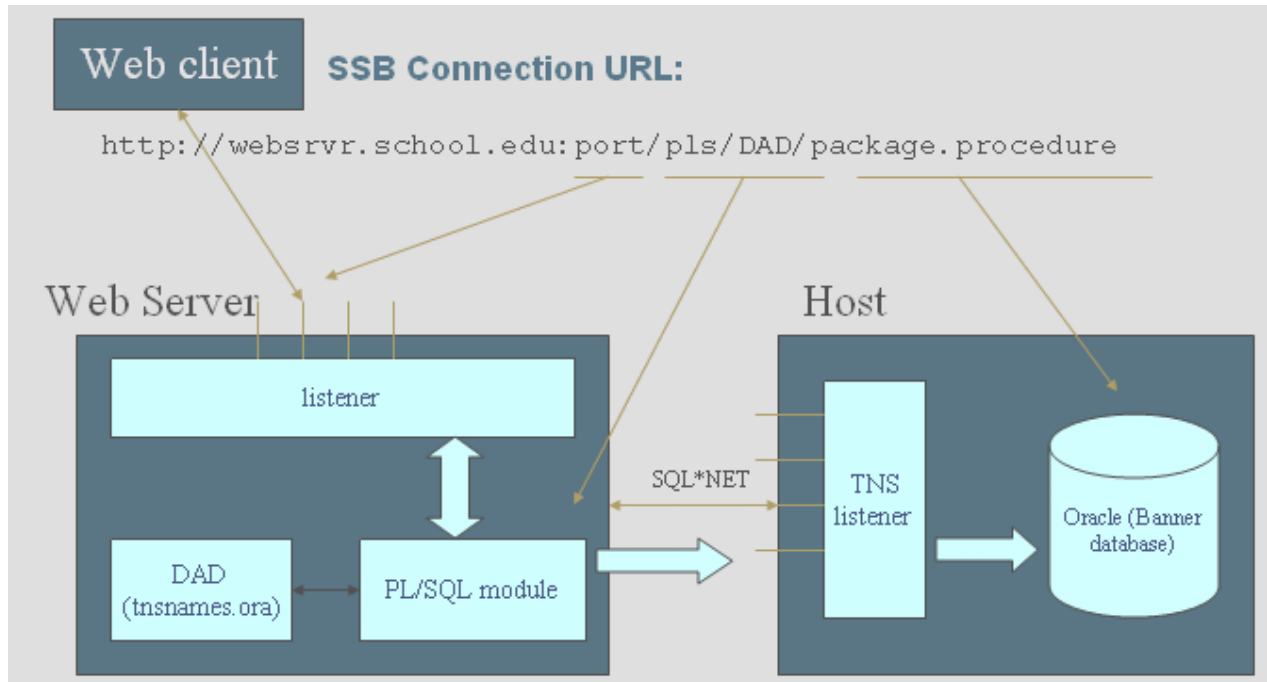 Web client
SSB Connection URL:
http://websrvr.school.edu:port/pls/DAD/package.procedure
Web Server
Host
listener
SQL*NET
TNS
listener
Oracle (Banner
database)
DAD
(tnsnames.ora)
PL/SQL module